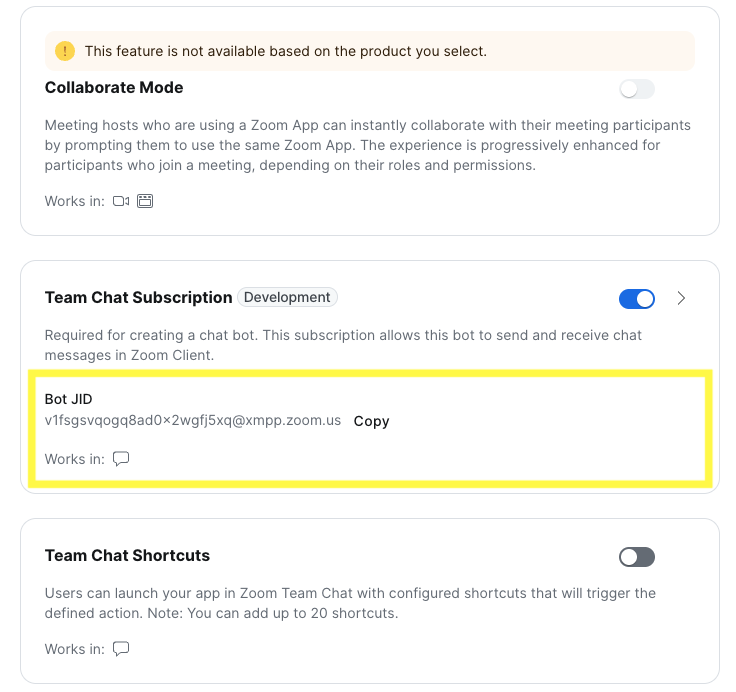 This feature is not available based on the product you select.
Collaborate Mode
Meeting hosts who are using a Zoom App can instantly collaborate with their meeting participants
by prompting them to use the same Zoom App. The experience is progressively enhanced for
participants who join a meeting, depending on their roles and permissions.
Works in:
Team Chat Subscription Development
Required for creating a chat bot. This subscription allows this bot to send and receive chat
messages in Zoom Client.
Bot JID
v1fsgsvqogq8ad0x2wgfj5xq@xmpp.zoom.us Copy
Works in:
Team Chat Shortcuts
Users can launch your app in Zoom Team Chat with configured shortcuts that will trigger the
defined action. Note: You can add up to 20 shortcuts.
Works in: